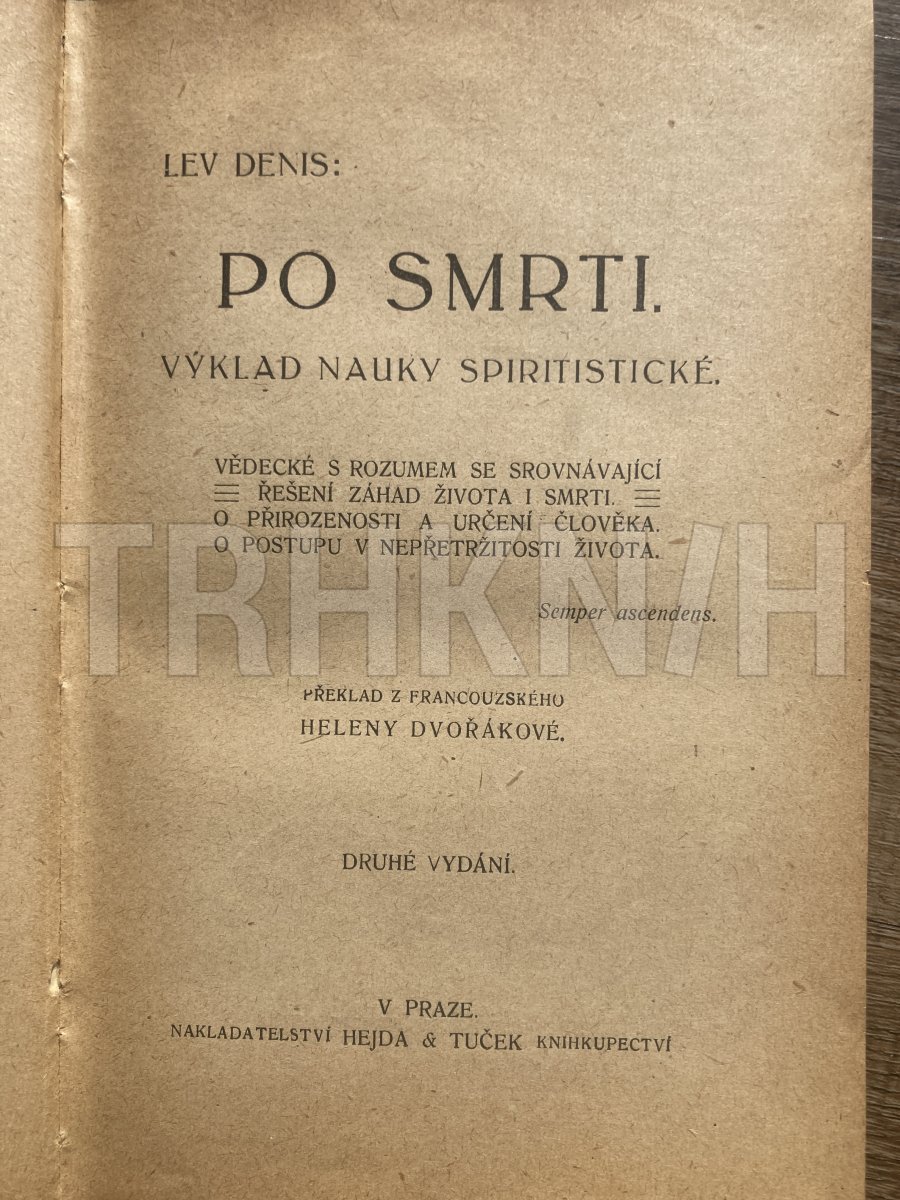 LEV DENIS:
PO SMRTI.
VÝKLAD NAUKY SPIRITISTICKÉ.
VĚDECKÉ S ROZUMEM SE SROVNÁVAJÍCÍ
ŘEŠENÍ ZÁHAD ŽIVOTA I SMRTI.
O PŘIROZENOSTI A URČENÍ ČLOVĚKA.
O POSTUPU V NEPŘETRŽITOSTI ŽIVOTA.
TRHKNIH
Semper ascendens.
PŘEKLAD Z FRANCOUZSKÉHO
HELENY DVOŘÁKOVÉ.
DRUHÉ VYDÁNÍ.
V PRAZE.
NAKLADATELSTVÍ HEJDA & TUČEK KNIHKUPECTVÍ